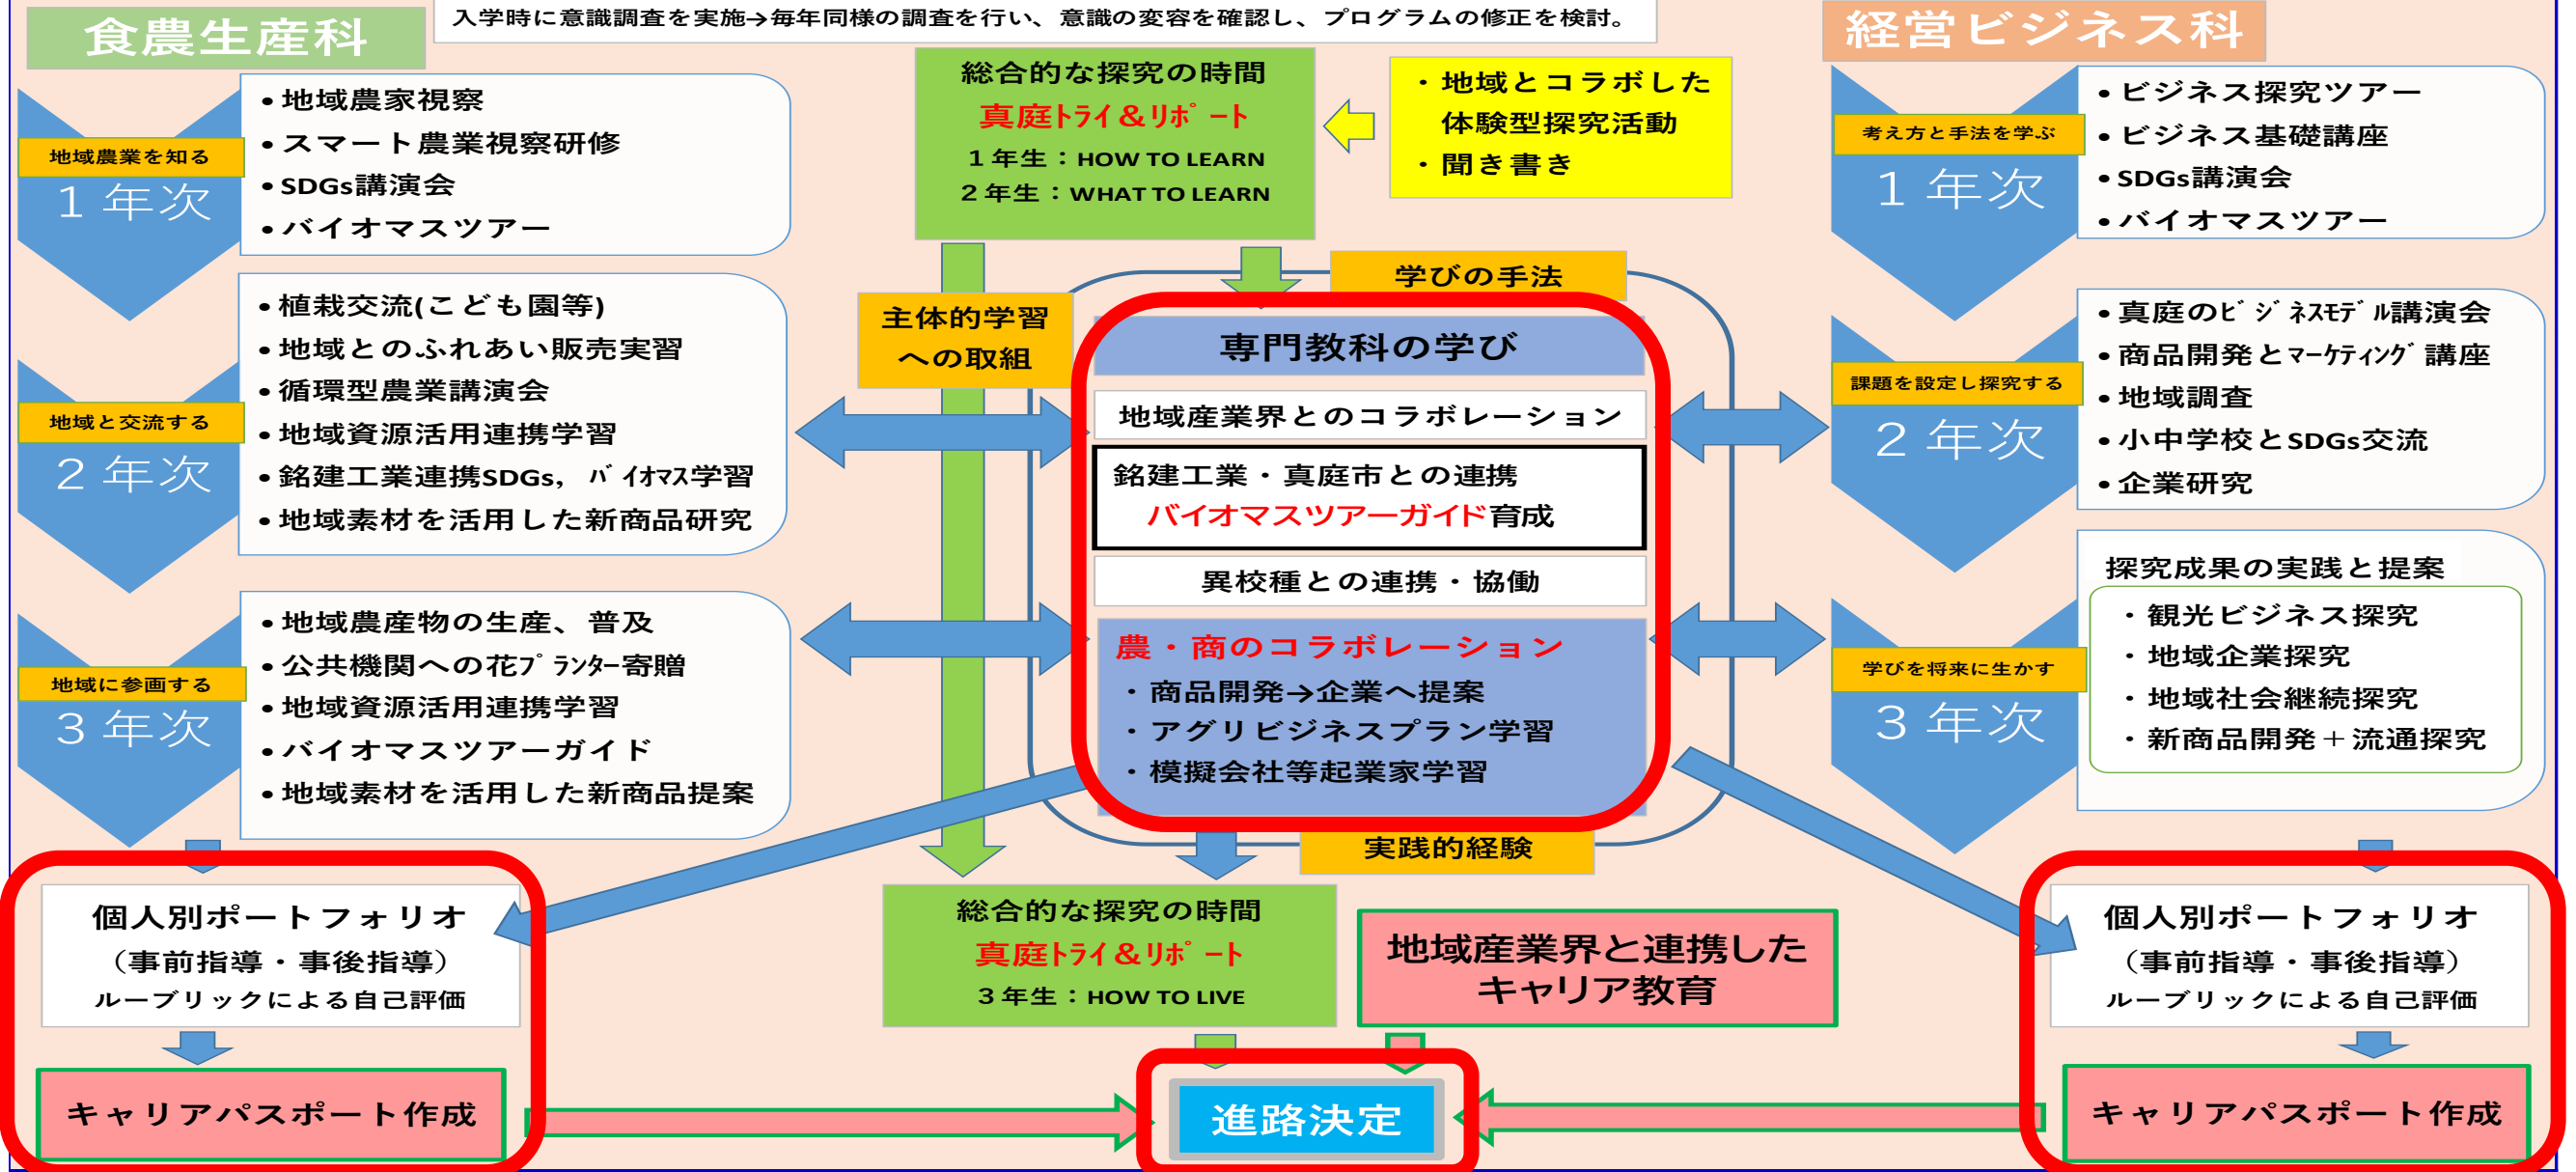 入学時に意識調査を実施→毎年同様の調査を行い、意識の変容を確認し、プログラムの修正を検討。
食農生産科
地域農業を知る
１年次
•地域農家視察
•スマート農業視察研修
•SDGs講演会
•バイオマスツアー
地域と交流する
２年次
•植栽交流(こども園等)
•地域とのふれあい販売実習
•循環型農業講演会
•地域資源活用連携学習
•銘建工業連携SDGs，ﾊﾞｲｵﾏｽ学習
•地域素材を活用した新商品研究
地域に参画する
３年次
•地域農産物の生産、普及
•公共機関への花ﾌﾟﾗﾝﾀｰ寄贈
•地域資源活用連携学習
•バイオマスツアーガイド
•地域素材を活用した新商品提案
個人別ポートフォリオ
（事前指導・事後指導）
ルーブリックによる自己評価
キャリアパスポート作成
総合的な探究の時間
真庭ﾄﾗｲ＆ﾘﾎﾟｰﾄ
１年生：HOW TO LEARN
２年生：WHAT TO LEARN
・地域とコラボした
体験型探究活動
・聞き書き
学びの手法
主体的学習
への取組
専門教科の学び
地域産業界とのコラボレーション
銘建工業・真庭市との連携
バイオマスツアーガイド育成
異校種との連携・協働
農・商のコラボレーション
・商品開発→企業へ提案
・アグリビジネスプラン学習
・模擬会社等起業家学習
実践的経験
総合的な探究の時間
真庭ﾄﾗｲ＆ﾘﾎﾟｰﾄ
３年生：HOW TO LIVE
地域産業界と連携した
キャリア教育
進路決定
経営ビジネス科
考え方と手法を学ぶ
１年次
•ビジネス探究ツアー
•ビジネス基礎講座
•SDGs講演会
•バイオマスツアー
課題を設定し探究する
２年次
•真庭のﾋﾞｼﾞﾈｽﾓﾃﾞﾙ講演会
•商品開発とﾏｰｹﾃｨﾝｸﾞ講座
•地域調査
•小中学校とSDGs交流
•企業研究
学びを将来に生かす
３年次
探究成果の実践と提案
・観光ビジネス探究
・地域企業探究
・地域社会継続探究
・新商品開発＋流通探究
個人別ポートフォリオ
（事前指導・事後指導）
ルーブリックによる自己評価
キャリアパスポート作成